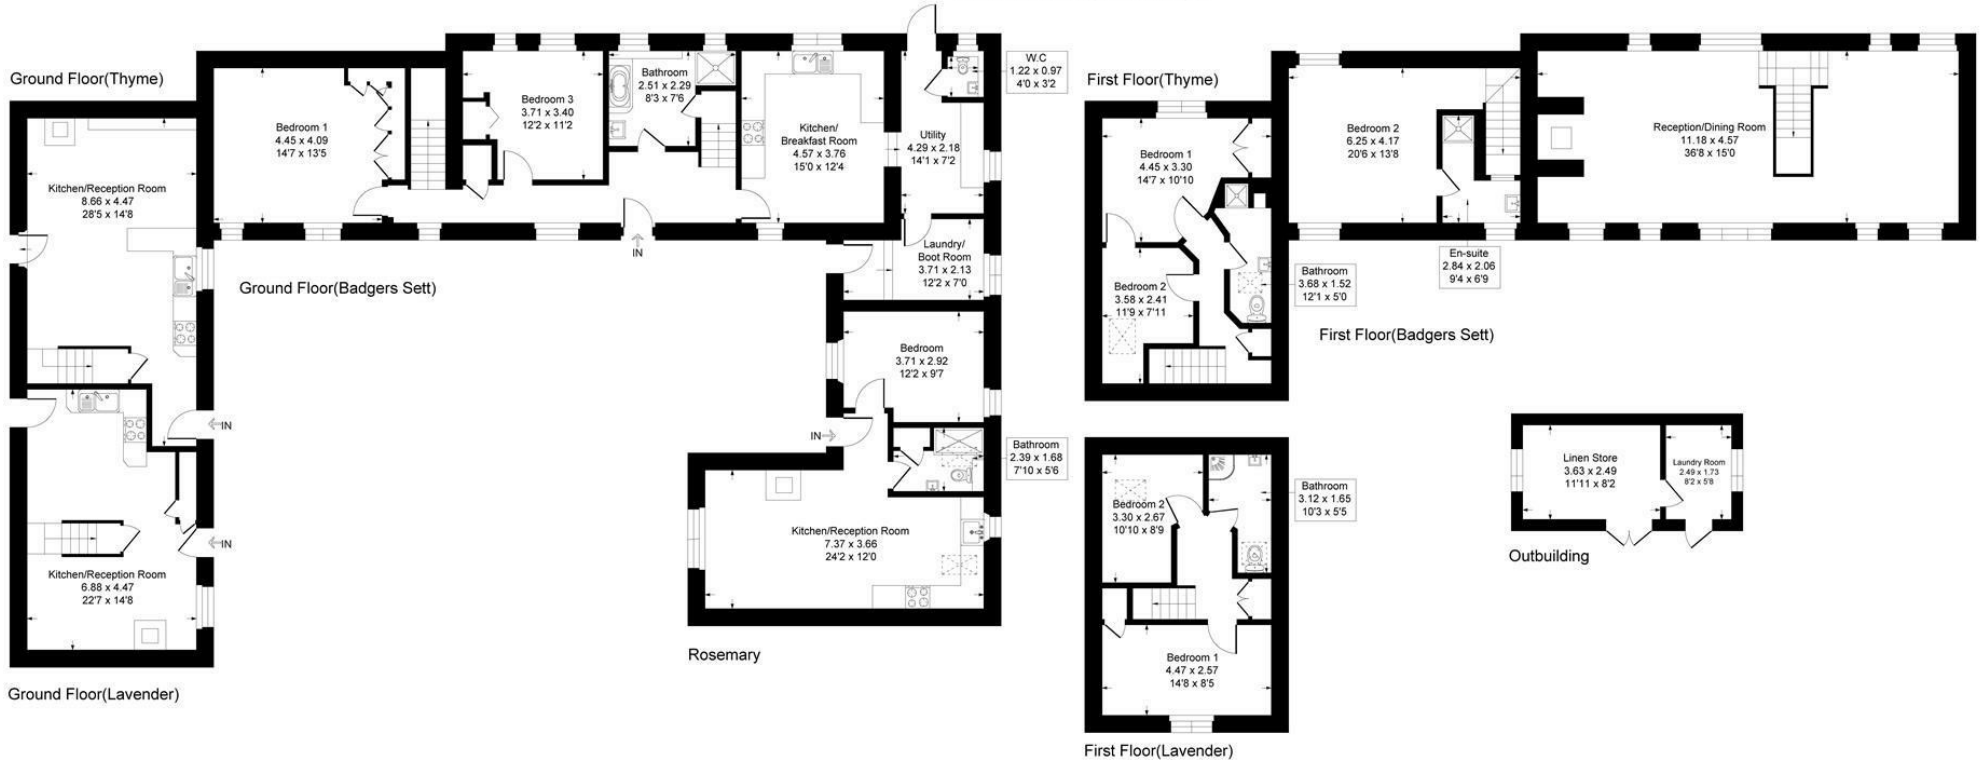 Ground Floor(Thyme)
Kitchen/Reception Room
8.66 x 4.47
28'5 x 14'8
Bedroom 1
4.45 x 4.09
14'7 x 13'5
Bedroom 3
3.71 x 3.40
12'2 x 11'2
Bathroom
2.51 x 2.29
8'3 x 7'6
Kitchen/
Breakfast Room
4.57 x 3.76
15'0 x 12'4
Utility
4.29 x 2.18
14'1 x 7'2
W.C
1.22 x 0.97
4'0 x 3'2
IN
Laundry/
Boot Room
3.71 x 2.13
12'2 x 7'0
Ground Floor(Badgers Sett)
Bedroom
3.71 x 2.92
12'2 x 9'7
IN
IN
Bathroom
2.39 x 1.68
7'10 x 5'6
Kitchen/Reception Room
7.37 x 3.66
24'2 x 12'0
Rosemary
IN
Kitchen/Reception Room
6.88 x 4.47
22'7 x 14'8
Ground Floor(Lavender)
First Floor(Thyme)
Bedroom 1
4.45 x 3.30
14'7 x 10'10
Bedroom 2
3.58 x 2.41
11'9 x 7'11
Bathroom
3.68 x 1.52
12'1 x 5'0
Bedroom 2
6.25 x 4.17
20'6 x 13'8
En-suite
2.84 x 2.06
9'4 x 6'9
Reception/Dining Room
11.18 x 4.57
36'8 x 15'0
First Floor(Badgers Sett)
Bedroom 2
3.30 x 2.67
10'10 x 8'9
Bathroom
3.12 x 1.65
10'3 x 5'5
Bedroom 1
4.47 x 2.57
14'8 x 8'5
First Floor(Lavender)
Linen Store
3.63 x 2.49
11'11 x 8'2
Laundry Room
2.49 x 1.73
8'2 x 5'8
Outbuilding